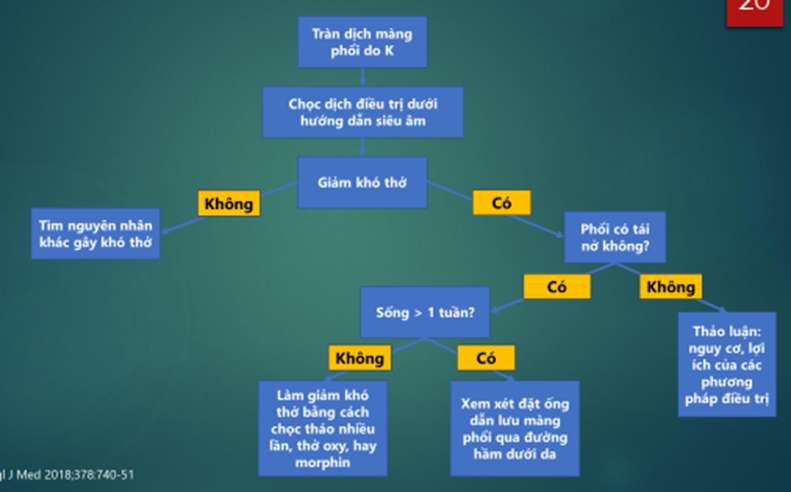 20
Tràn dịch màng
phổi do K
Chọc dịch điều trị dưới
hướng dẫn siêu âm
Giảm khó thở
Không
Có
Tìm nguyên nhân
khác gây khó thở
Phổi có tái
nở không?
Có
Không
Sống > 1 tuần?
Thảo luận:
nguy cơ, lợi
ích của các
phương
pháp điều trị
Không
Có
Làm giảm khó
thở bằng cách
chọc tháo nhiều
lần, thở oxy, hay
morphin
Xem xét đặt ống
dẫn lưu màng
phổi qua đường
hầm dưới da
l J Med 2018;378:740-51